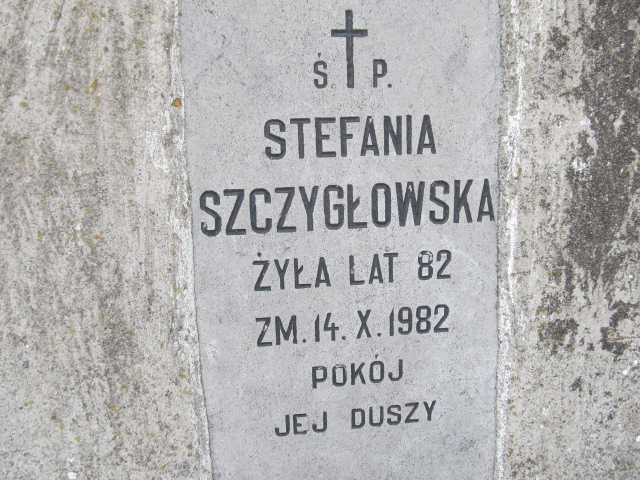 Ś. P.
STEFANIA
SZCZYGŁOWSKA
ŻYŁA LAT 82
ZM. 14. X. 1982
POKÓJ
JEJ DUSZY